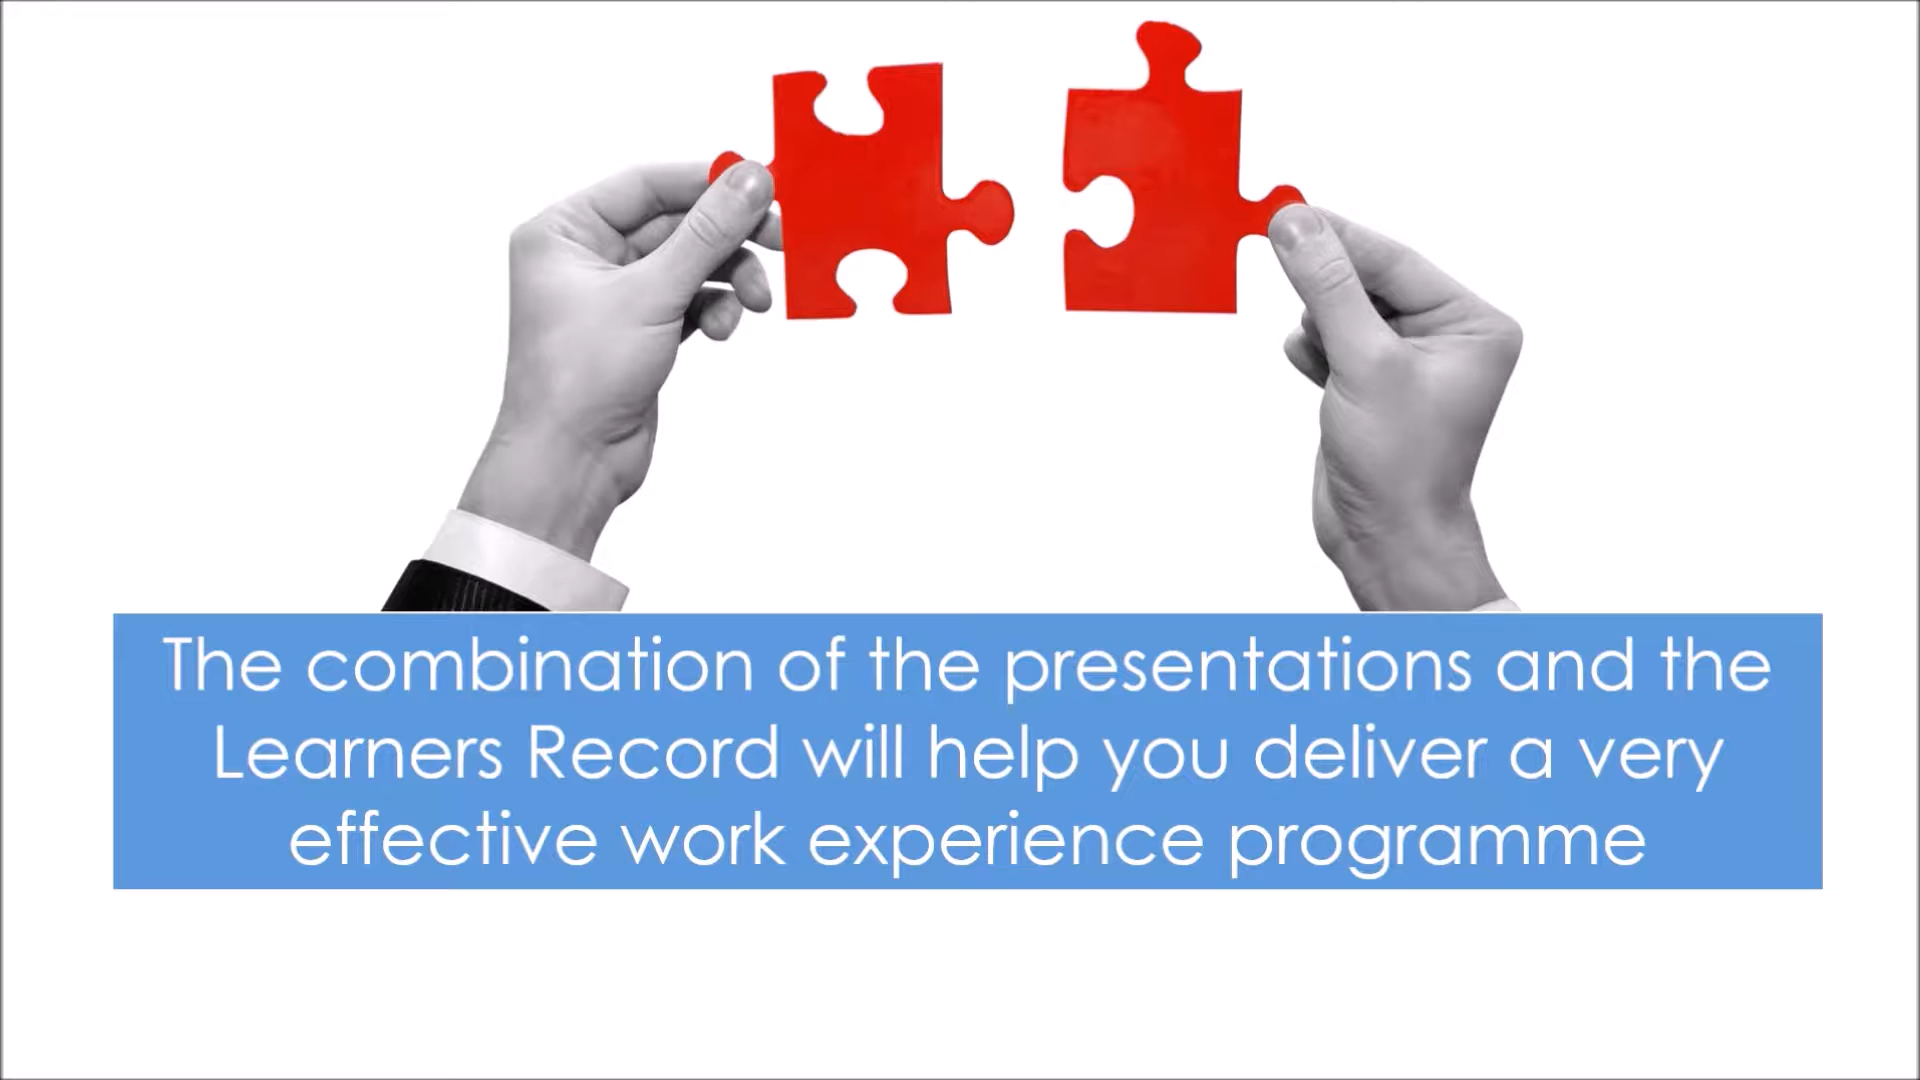 The combination of the presentations and the
Learners Record will help you deliver a very
effective work experience programme